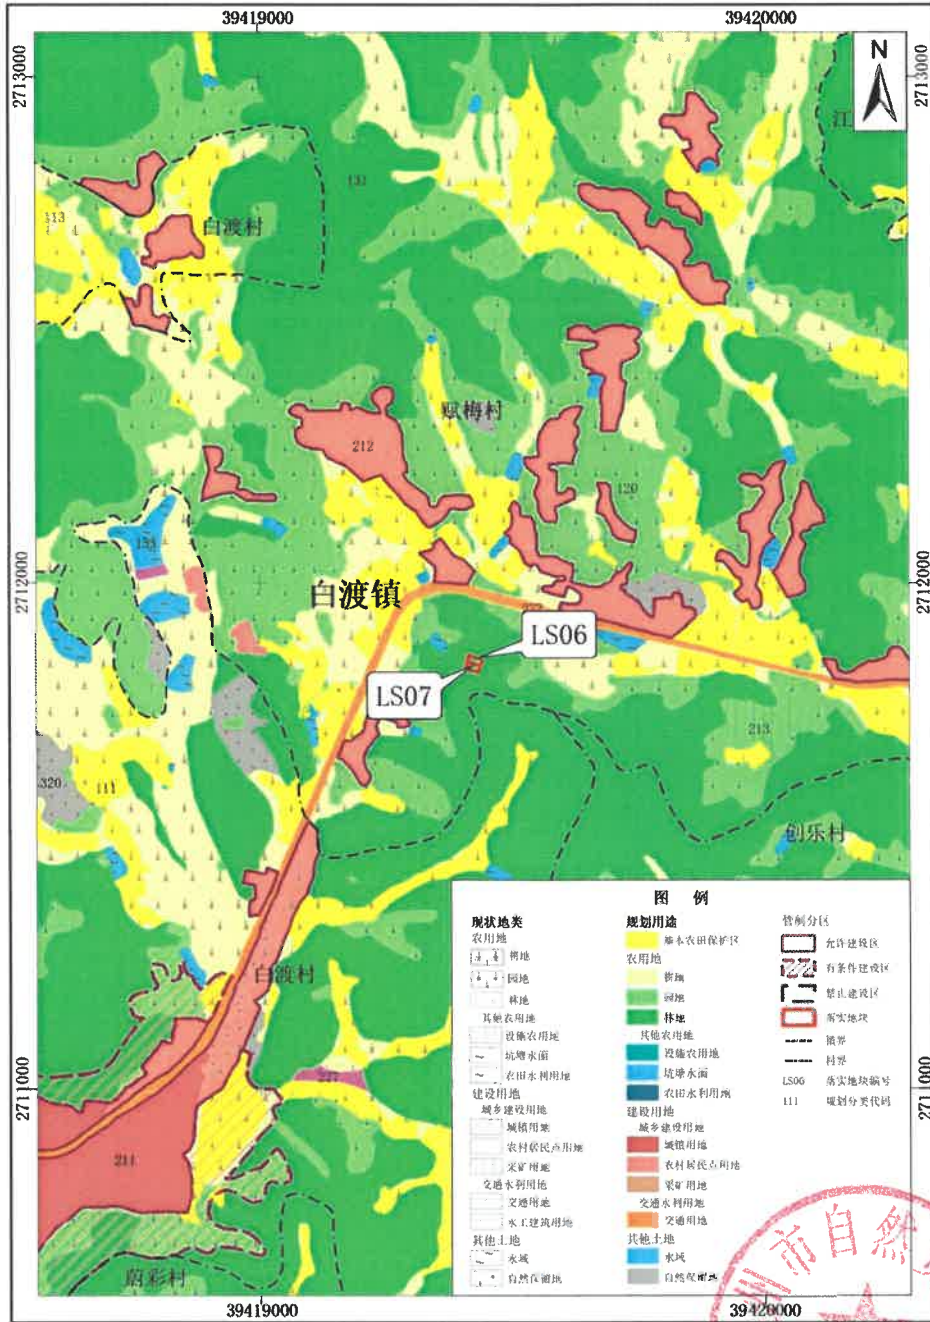 39419000
39420000
2713000
2713000
N
江
131
113
白渡村
赋梅村
212
120
133
2712000
2712000
白渡镇
LS06
LS07
213
320
111
创乐村
白渡村
2711000
2711000
211
蔚彩村
图 例
现状地类
农用地
耕地
园地
林地
其他农用地
设施农用地
坑塘水面
农田水利用地
建设用地
城乡建设用地
城镇用地
农村居民点用地
采矿用地
交通水利用地
交通用地
水工建筑用地
其他土地
水域
自然保留地
规划用途
基本农田保护区
农用地
耕地
园地
林地
其他农用地
设施农用地
坑塘水面
农田水利用地
建设用地
城乡建设用地
城镇用地
农村居民点用地
采矿用地
交通水利用地
交通用地
其他土地
水域
自然保留地
管制分区
允许建设区
有条件建设区
禁止建设区
落实地块
镇界
村界
LS06 落实地块编号
111 规划分类代码
市自然
39419000
39420000